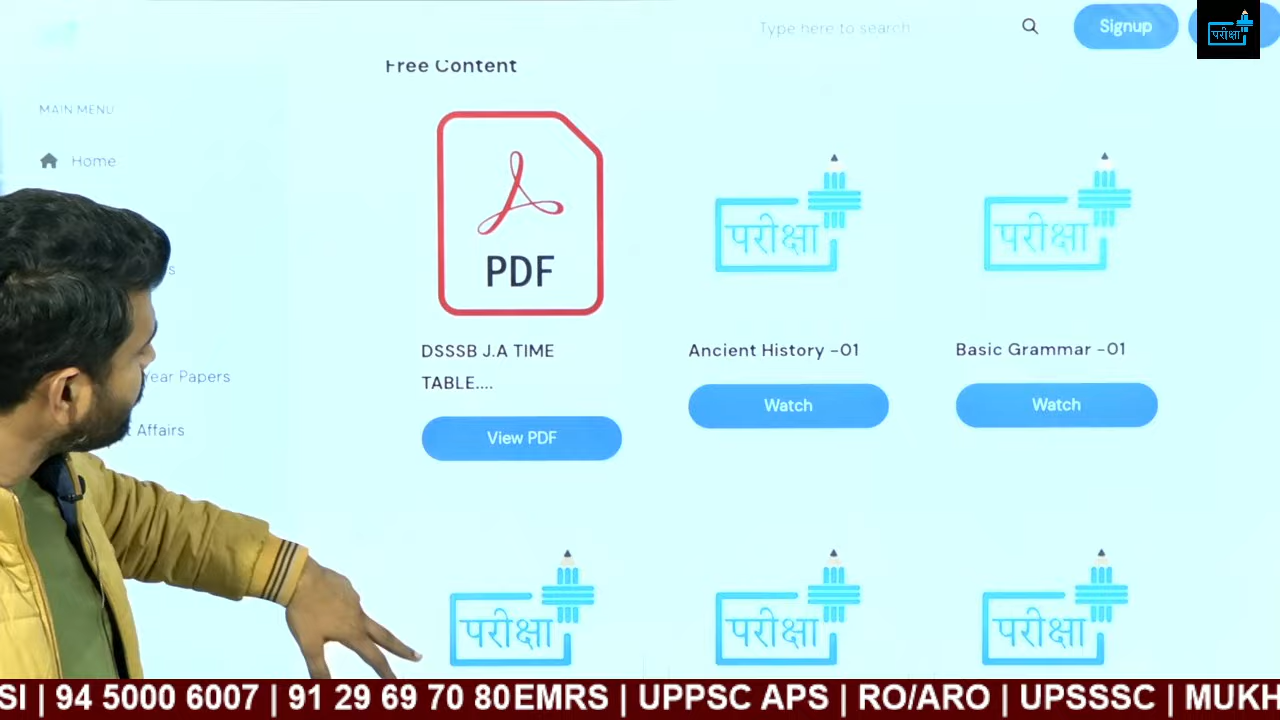 Type here to search
Signup
परीक्षा
Free Content
MAIN MENU
Home
s
Year Papers
t Affairs
PDF
परीक्षा
परीक्षा
DSSSB J.A TIME
TABLE....
View PDF
Ancient History -01
Watch
Basic Grammar -01
Watch
परीक्षा
परीक्षा
परीक्षा
SI | 94 5000 6007 | 91 29 69 70 80EMRS | UPPSC APS | RO/ARO | UPSSSC | MUKH